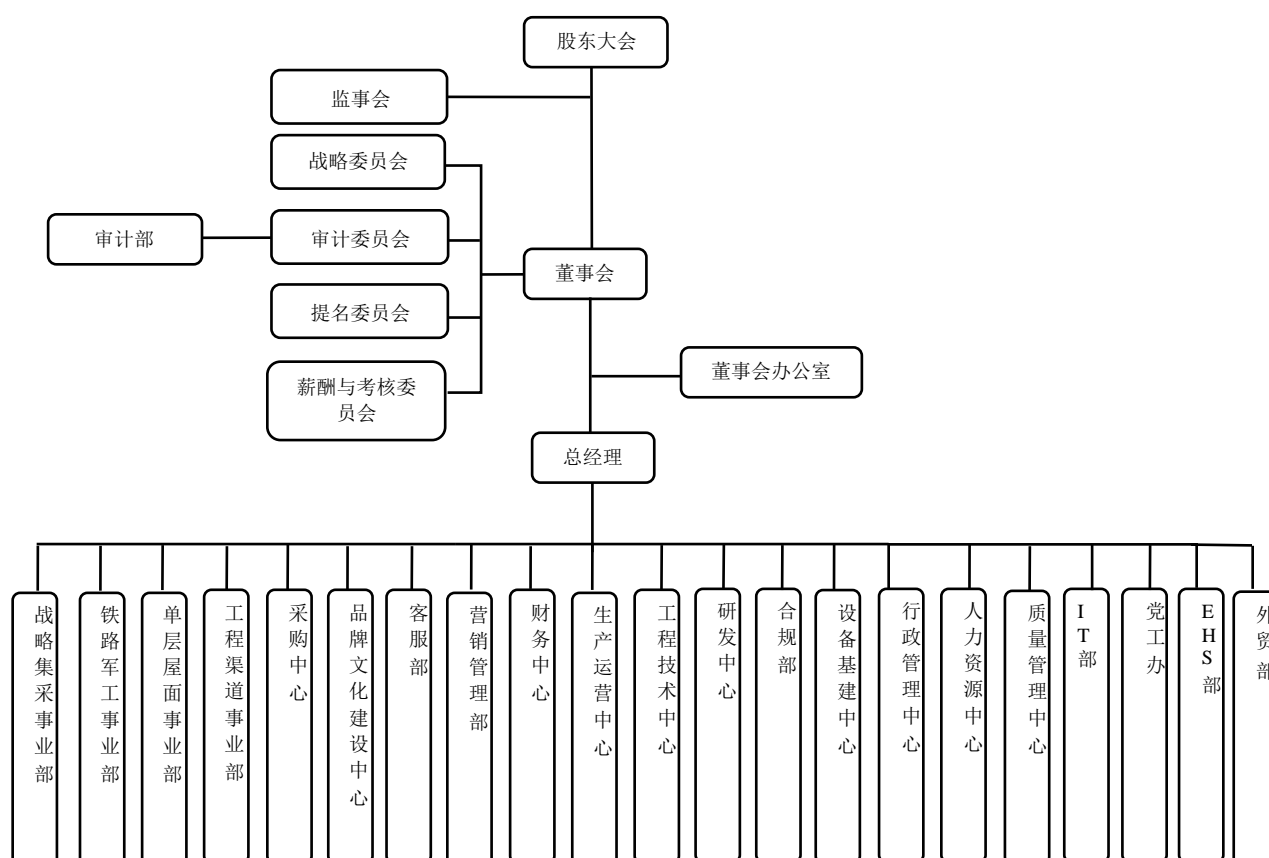 股东大会
监事会
战略委员会
审计部
审计委员会
董事会
提名委员会
董事会办公室
薪酬与考核委
员会
总经理
战略集采事业部
铁路军工事业部
单层屋面事业部
工程渠道事业部
采购中心
品牌文化建设中心
客服部
营销管理部
财务中心
生产运营中心
工程技术中心
研发中心
合规部
设备基建中心
行政管理中心
人力资源中心
质量管理中心
IT部
党工办
EHS部
外贸部